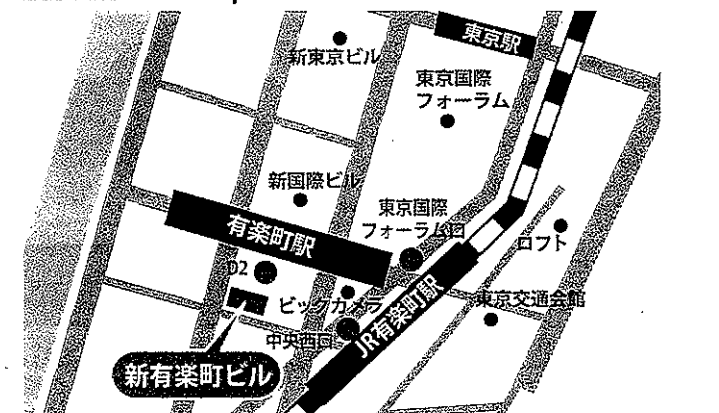 東京駅
新東京ビル
東京国際
フォーラム
新国際ビル
東京国際
フォーラム口
有楽町駅
ロフト
D2
ビックカメラ
JR有楽町駅
東京交通会館
中央西口
新有楽町ビル